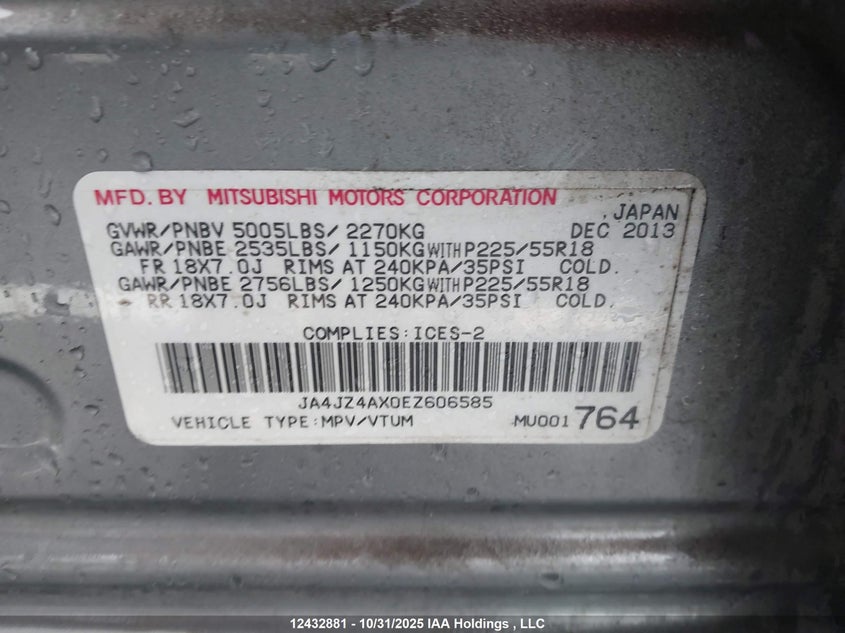 MFD. BY MITSUBISHI MOTORS CORPORATION
, JAPAN
GVWR/PNBV 5005LBS/ 2270KG DEC 2013
GAWR/PNBE 2535LBS/ 1150KG WITH P225/55R18
FR 18X7.0J RIMS AT 240KPA/35PSI COLD.
GAWR/PNBE 2756LBS/ 1250KG WITH P225/55R18
RR 18X7.0J RIMS AT 240KPA/35PSI COLD.
COMPLIES:ICES-2
JA4JZ4AX0EZ606585
VEHICLE TYPE:MPV/VTUM MU001 764
12432881 - 10/31/2025 IAA Holdings , LLC